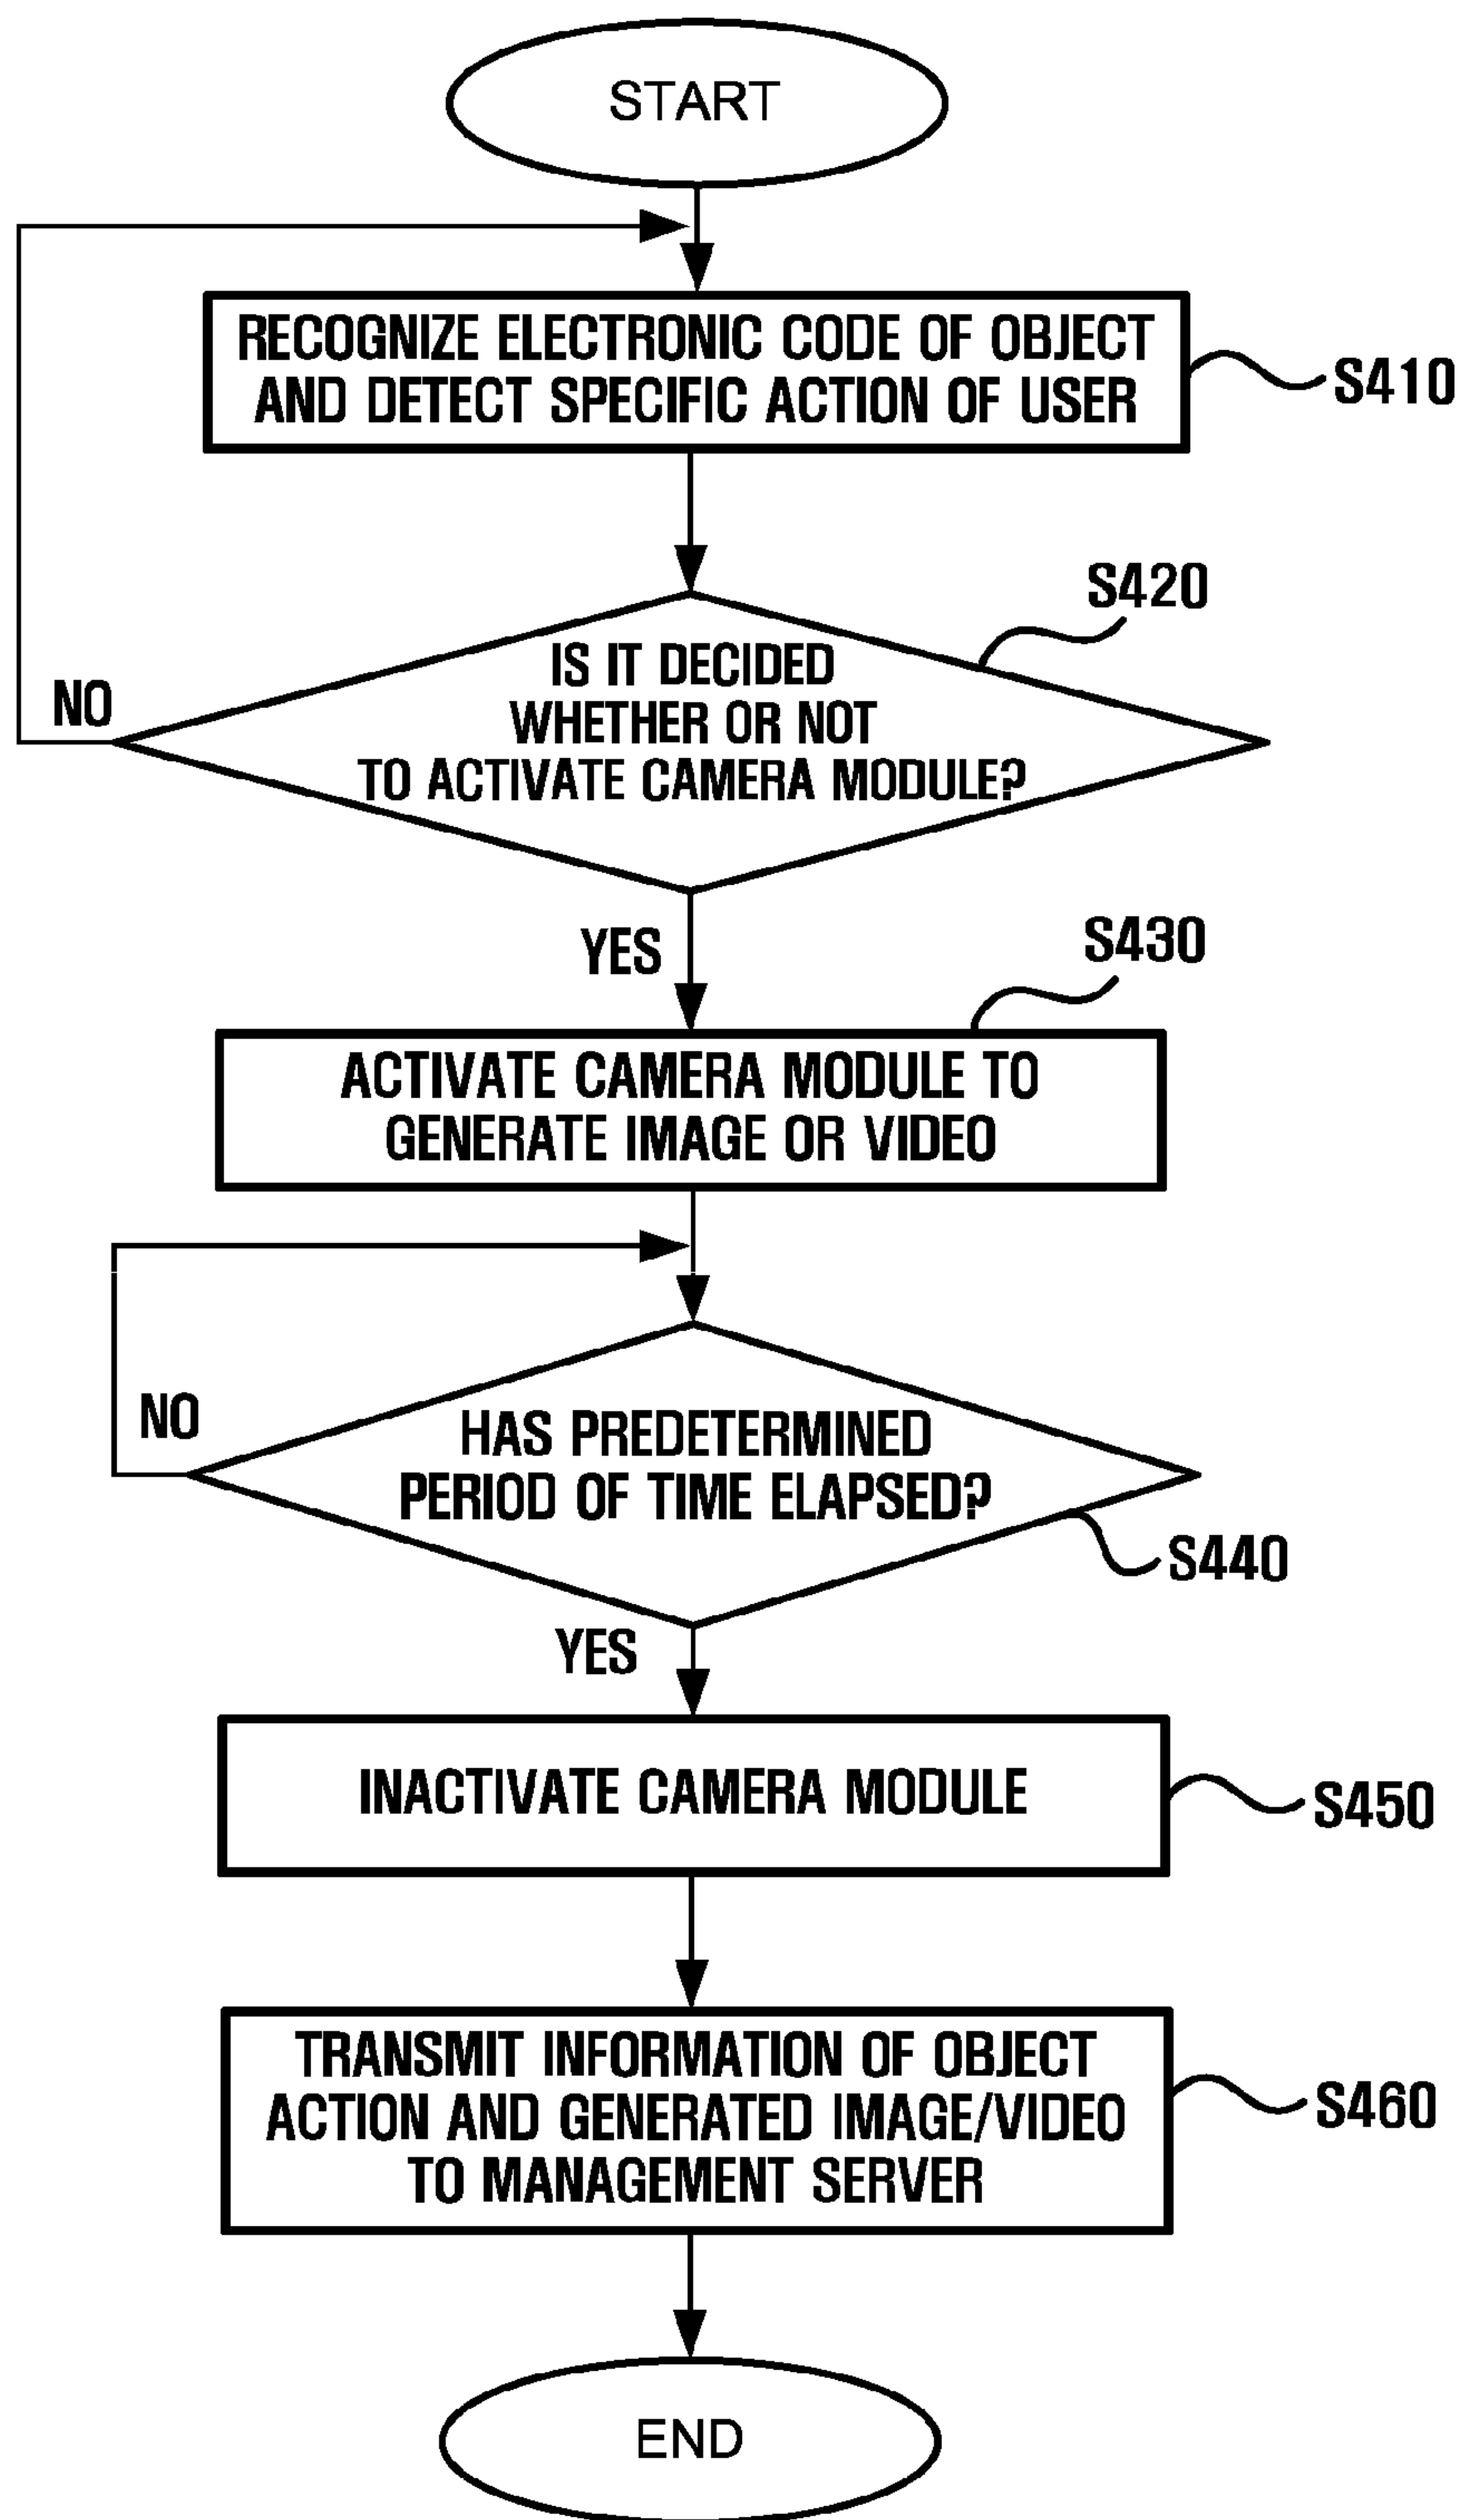 START
RECOGNIZE ELECTRONIC CODE OF OBJECT
AND DETECT SPECIFIC ACTION OF USER
S410
S420
IS IT DECIDED
WHETHER OR NOT
TO ACTIVATE CAMERA MODULE?
NO
YES
S430
ACTIVATE CAMERA MODULE TO
GENERATE IMAGE OR VIDEO
NO
HAS PREDETERMINED
PERIOD OF TIME ELAPSED?
S440
YES
INACTIVATE CAMERA MODULE
S450
TRANSMIT INFORMATION OF OBJECT
ACTION AND GENERATED IMAGE/VIDEO
TO MANAGEMENT SERVER
S460
END